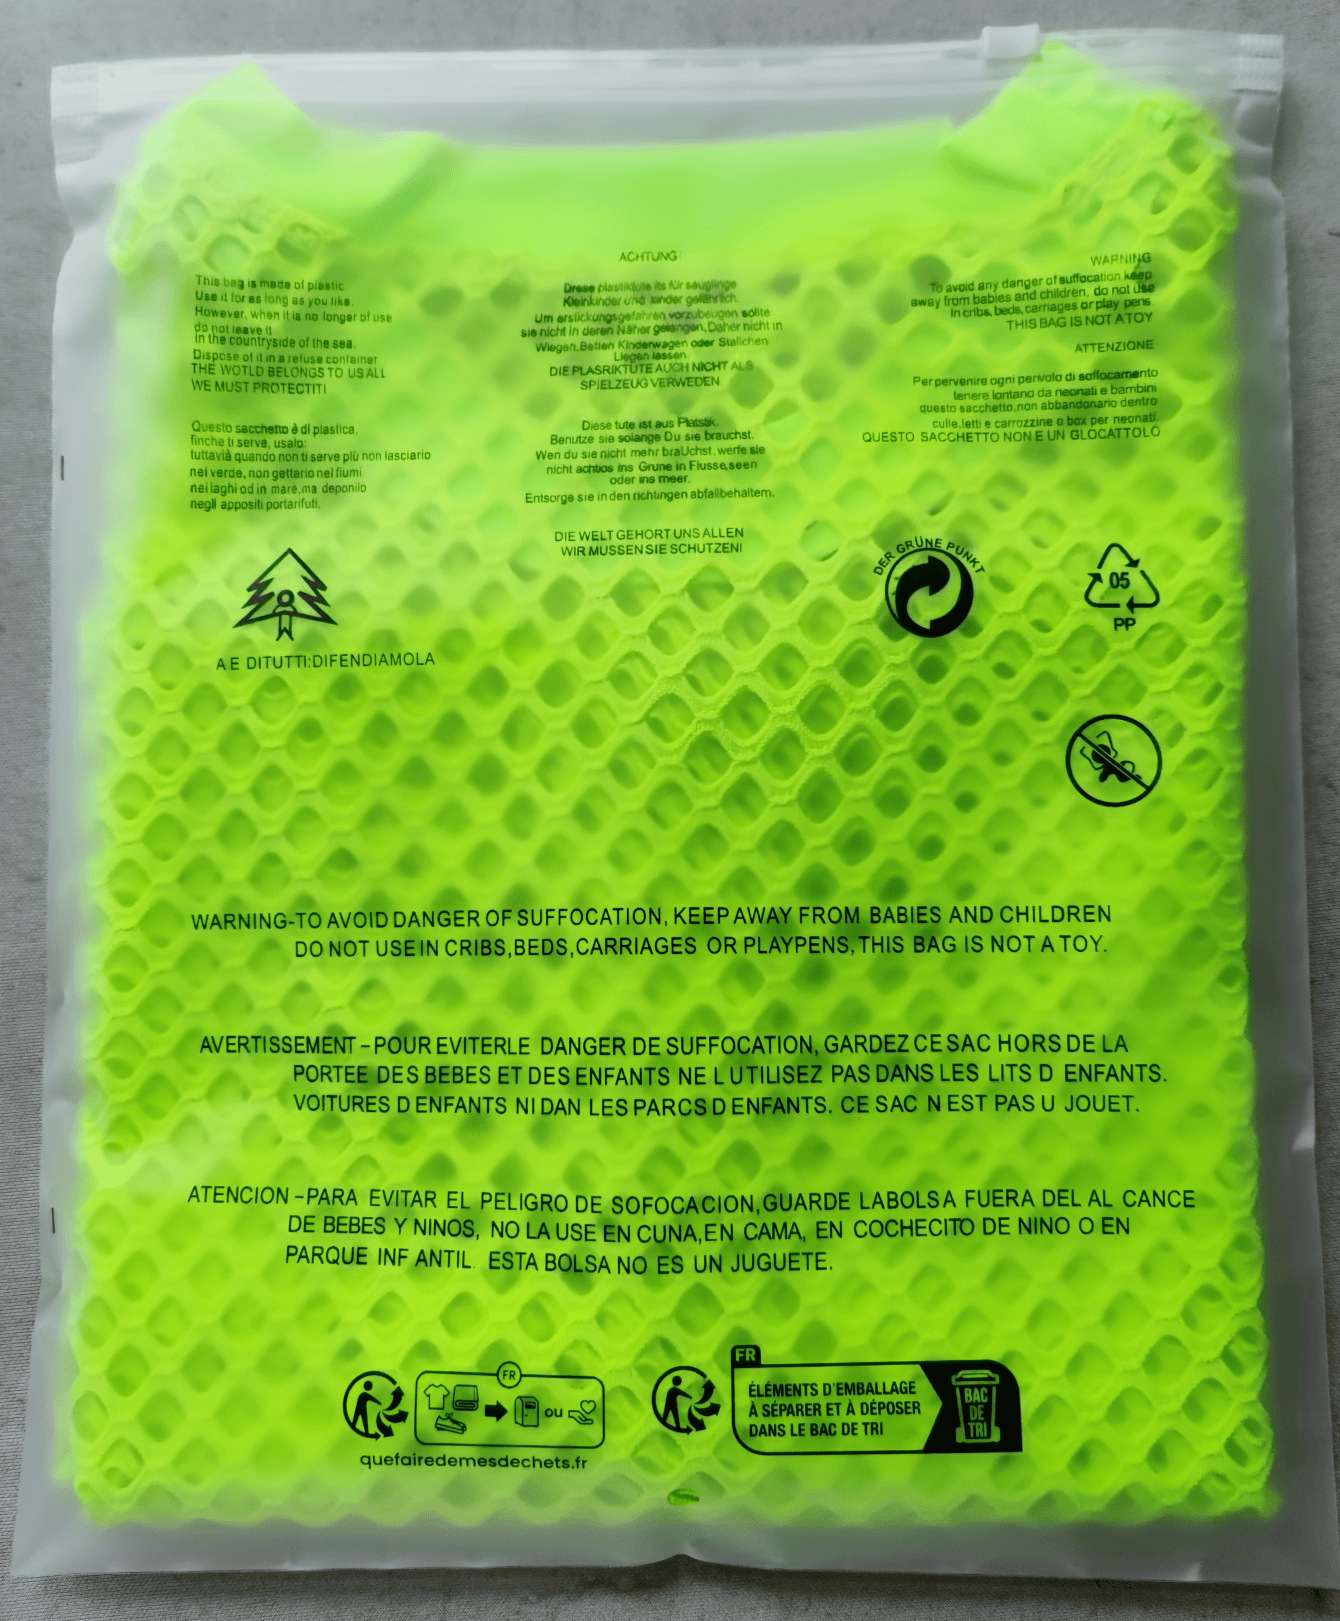 This bag is made of plastic.
Use it for as long as you like.
However, when it is no longer of use
do not leave it
In the countryside of the sea.
Dispose of it in a refuse container
THE WOTLD BELONGS TO US ALL
WE MUST PROTECTITI
Questo sacchetto è di plastica.
finche ti serve, usalo:
tuttavià quando non ti serve più non lasciario
nei verde, non gettario nel fiumi
nei laghi od in mare,ma deponilo
negli appositi portarifuti.
A E DITUTTI:DIFENDIAMOLA
ACHTUNG
Drese plastiktute its für sauglinge
Kleinkinder und kinder gefährlich.
Um erstickungsgefahren vorzubeugen sollte
sie nicht in deren Näher gelangen,Daher nicht in
Wiegen,Betten Kinderwagen oder Stalichen
Liegen lassen.
DIE PLASRIKTUTE AUCH NICHT ALS
SPIELZEUG VERWEDEN
Diese tute ist aus Platstik.
Benutze sie solange Du sie brauchst.
Wen du sie nicht mehr braUchst,werfe sie
nicht achtios ins Grune in Flusse,seen
oder ins meer.
Entsorge sie in den richtingen abfallbehaltem.
DIE WELT GEHORT UNS ALLEN
WIR MUSSEN SIE SCHUTZENI
WARNING
To avoid any danger of suffocation keep
away from babies and children, do not use
In cribs, beds, carriages or play pens
THIS BAG IS NOT A TOY
ATTENZIONE
Per pervenire ogni perivolo di soffocamento
tenere lontano da neonati e bambini
questo sacchetto,non abbandonario dentro
culle,letti e carrozzine o box per neonati.
QUESTO SACCHETTO NON E UN GLOCATTOLO
DER GRÜNE PUNKT
05
PP
WARNING-TO AVOID DANGER OF SUFFOCATION, KEEP AWAY FROM BABIES AND CHILDREN
DO NOT USE IN CRIBS,BEDS,CARRIAGES OR PLAYPENS,THIS BAG IS NOT A TOY.
AVERTISSEMENT – POUR EVITERLE DANGER DE SUFFOCATION, GARDEZ CE SAC HORS DE LA
PORTEE DES BEBES ET DES ENFANTS NE L UTILISEZ PAS DANS LES LITS D ENFANTS.
VOITURES D ENFANTS NI DAN LES PARCS D ENFANTS. CE SAC N EST PAS U JOUET.
ATENCION –PARA EVITAR EL PELIGRO DE SOFOCACION,GUARDE LABOLSA FUERA DEL AL CANCE
DE BEBES Y NINOS, NO LA USE EN CUNA,EN CAMA, EN COCHECITO DE NINO O EN
PARQUE INF ANTIL. ESTA BOLSA NO ES UN JUGUETE.
FR
ou
quefairedemesdechets.fr
FR
ÉLÉMENTS D'EMBALLAGE
À SÉPARER ET À DÉPOSER
DANS LE BAC DE TRI
BAC
DE
TRI